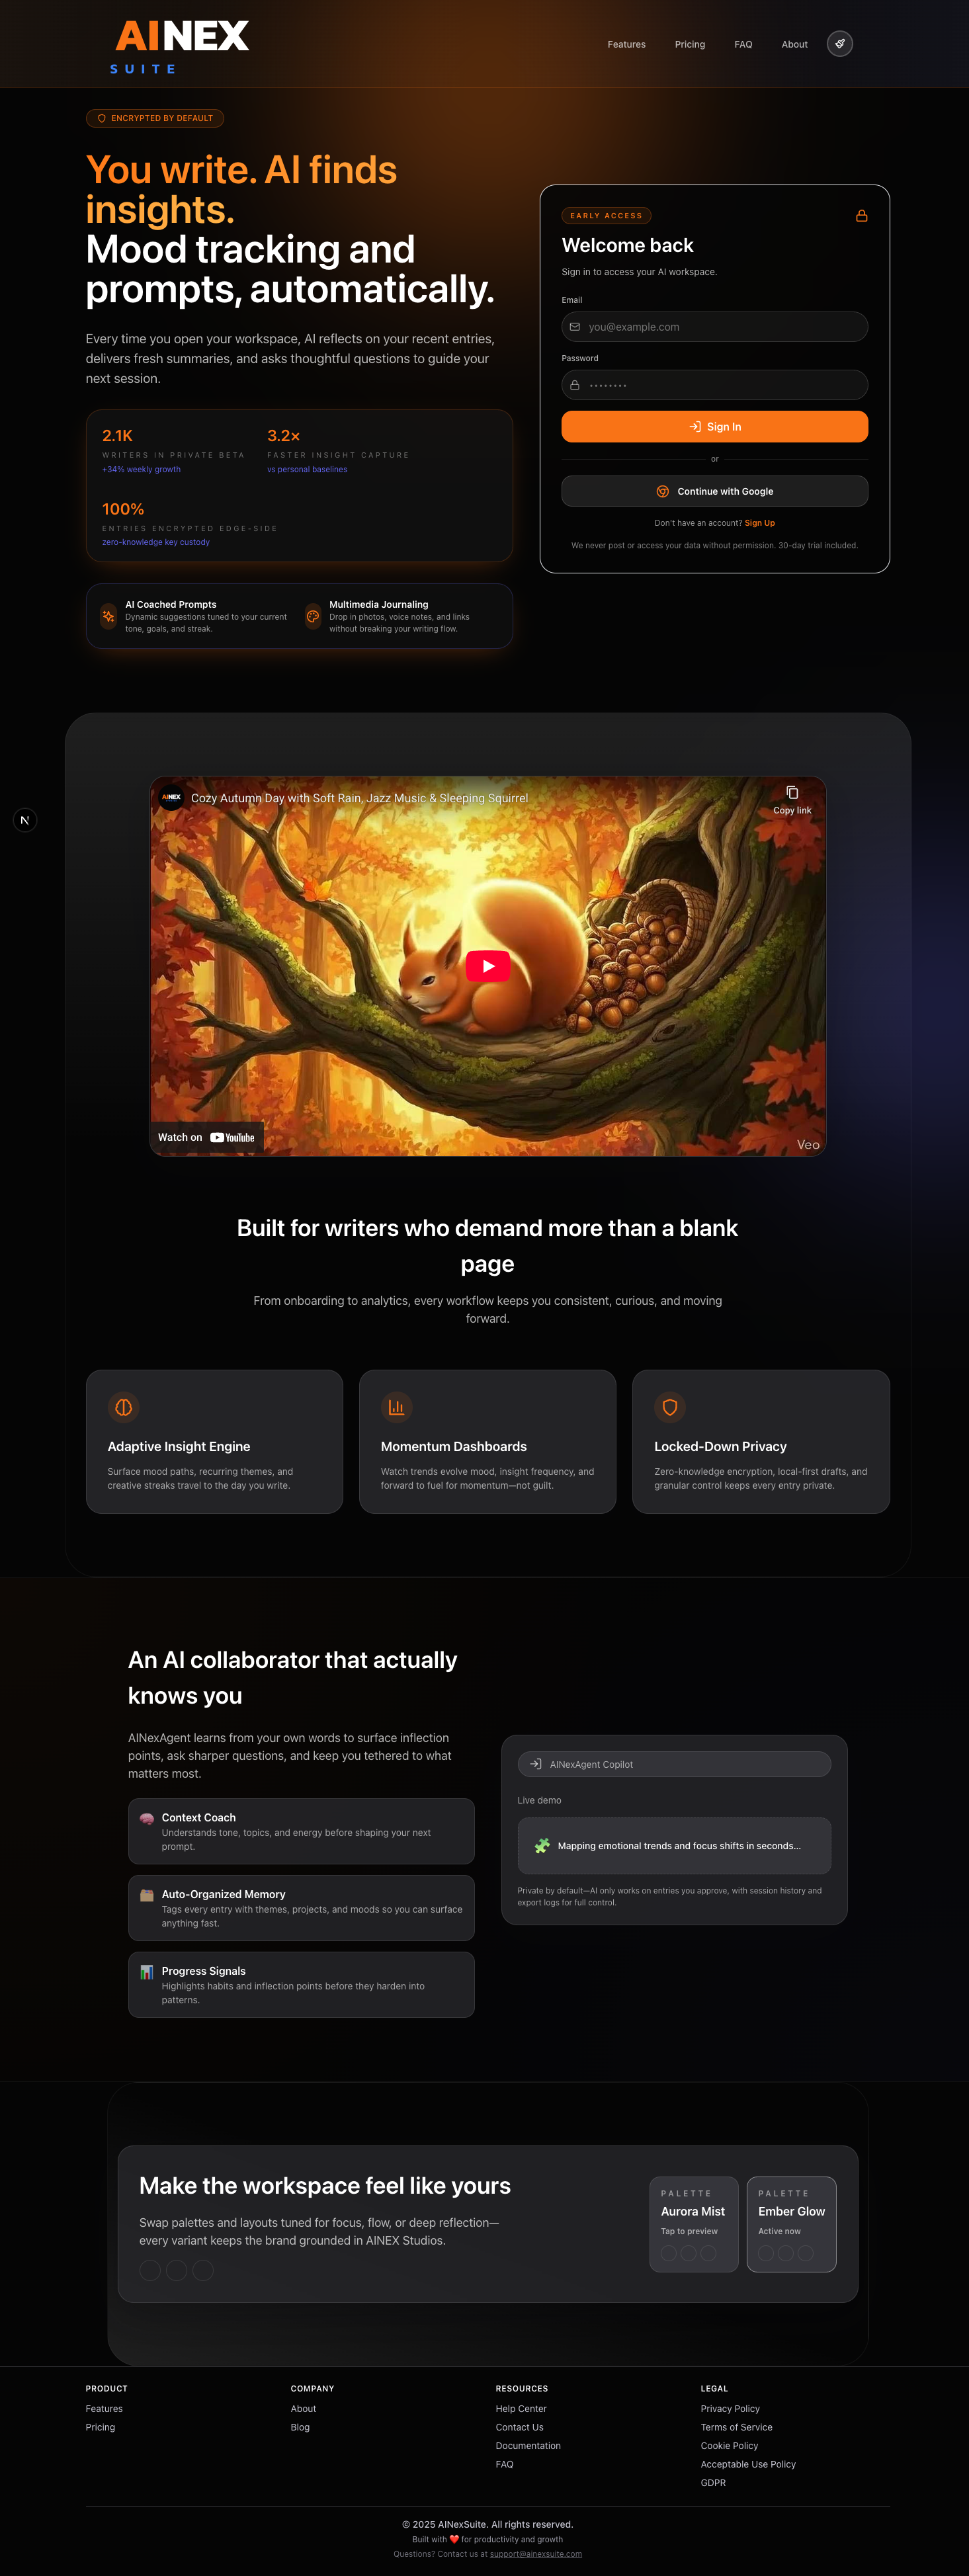 AINEX
SUITE
Features
Pricing
FAQ
About
ENCRYPTED BY DEFAULT
You write. AI finds
insights.
Mood tracking and
prompts, automatically.
Every time you open your workspace, AI reflects on your recent entries,
delivers fresh summaries, and asks thoughtful questions to guide your
next session.
2.1K
WRITERS IN PRIVATE BETA
+34% weekly growth
3.2×
FASTER INSIGHT CAPTURE
vs personal baselines
100%
ENTRIES ENCRYPTED EDGE-SIDE
zero-knowledge key custody
AI Coached Prompts
Dynamic suggestions tuned to your current
tone, goals, and streak.
Multimedia Journaling
Drop in photos, voice notes, and links
without breaking your writing flow.
EARLY ACCESS
Welcome back
Sign in to access your AI workspace.
Email
you@example.com
Password
••••••••
Sign In
or
Continue with Google
Don't have an account? Sign Up
We never post or access your data without permission. 30-day trial included.
N
AINEX
Cozy Autumn Day with Soft Rain, Jazz Music & Sleeping Squirrel
Copy link
Watch on YouTube
Veo
Built for writers who demand more than a blank
page
From onboarding to analytics, every workflow keeps you consistent, curious, and moving
forward.
Adaptive Insight Engine
Surface mood paths, recurring themes, and
creative streaks travel to the day you write.
Momentum Dashboards
Watch trends evolve mood, insight frequency, and
forward to fuel for momentum—not guilt.
Locked-Down Privacy
Zero-knowledge encryption, local-first drafts, and
granular control keeps every entry private.
An AI collaborator that actually
knows you
AINexAgent learns from your own words to surface inflection
points, ask sharper questions, and keep you tethered to what
matters most.
Context Coach
Understands tone, topics, and energy before shaping your next
prompt.
Auto-Organized Memory
Tags every entry with themes, projects, and moods so you can surface
anything fast.
Progress Signals
Highlights habits and inflection points before they harden into
patterns.
AINexAgent Copilot
Live demo
Mapping emotional trends and focus shifts in seconds...
Private by default—AI only works on entries you approve, with session history and
export logs for full control.
Make the workspace feel like yours
Swap palettes and layouts tuned for focus, flow, or deep reflection—
every variant keeps the brand grounded in AINEX Studios.
PALETTE
Aurora Mist
Tap to preview
PALETTE
Ember Glow
Active now
PRODUCT
Features
Pricing
COMPANY
About
Blog
RESOURCES
Help Center
Contact Us
Documentation
FAQ
LEGAL
Privacy Policy
Terms of Service
Cookie Policy
Acceptable Use Policy
GDPR
© 2025 AINexSuite. All rights reserved.
Built with ❤️ for productivity and growth
Questions? Contact us at support@ainexsuite.com